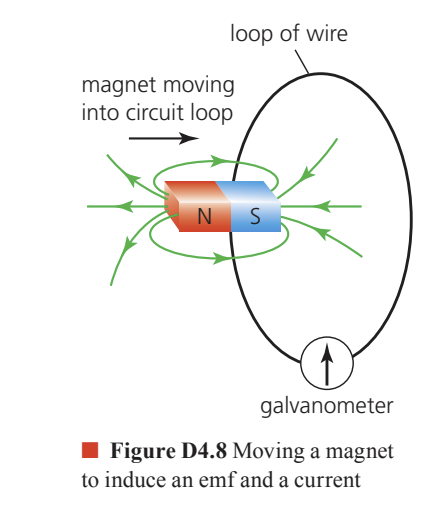 loop of wire
magnet moving
into circuit loop
N S
galvanometer
Figure D4.8 Moving a magnet
to induce an emf and a current